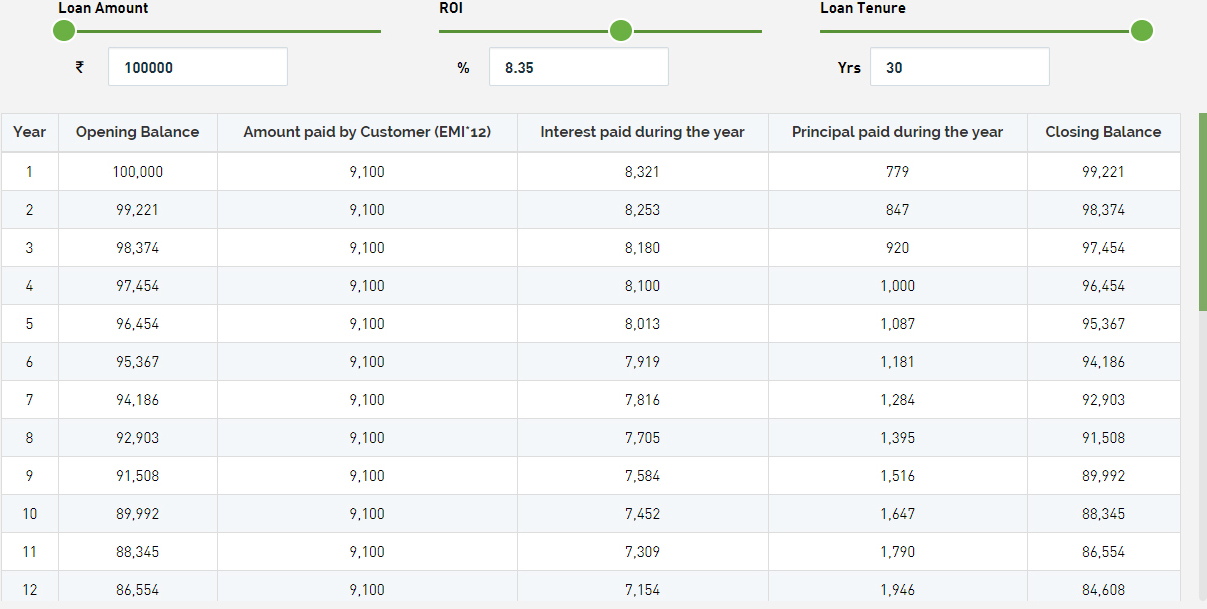 Loan Amount ROI Loan Tenure
₹ 100000 % 8.35 Yrs 30
Year Opening Balance Amount paid by Customer (EMI*12) Interest paid during the year Principal paid during the year Closing Balance
1 100,000 9,100 8,321 779 99,221
2 99,221 9,100 8,253 847 98,374
3 98,374 9,100 8,180 920 97,454
4 97,454 9,100 8,100 1,000 96,454
5 96,454 9,100 8,013 1,087 95,367
6 95,367 9,100 7,919 1,181 94,186
7 94,186 9,100 7,816 1,284 92,903
8 92,903 9,100 7,705 1,395 91,508
9 91,508 9,100 7,584 1,516 89,992
10 89,992 9,100 7,452 1,647 88,345
11 88,345 9,100 7,309 1,790 86,554
12 86,554 9,100 7,154 1,946 84,608